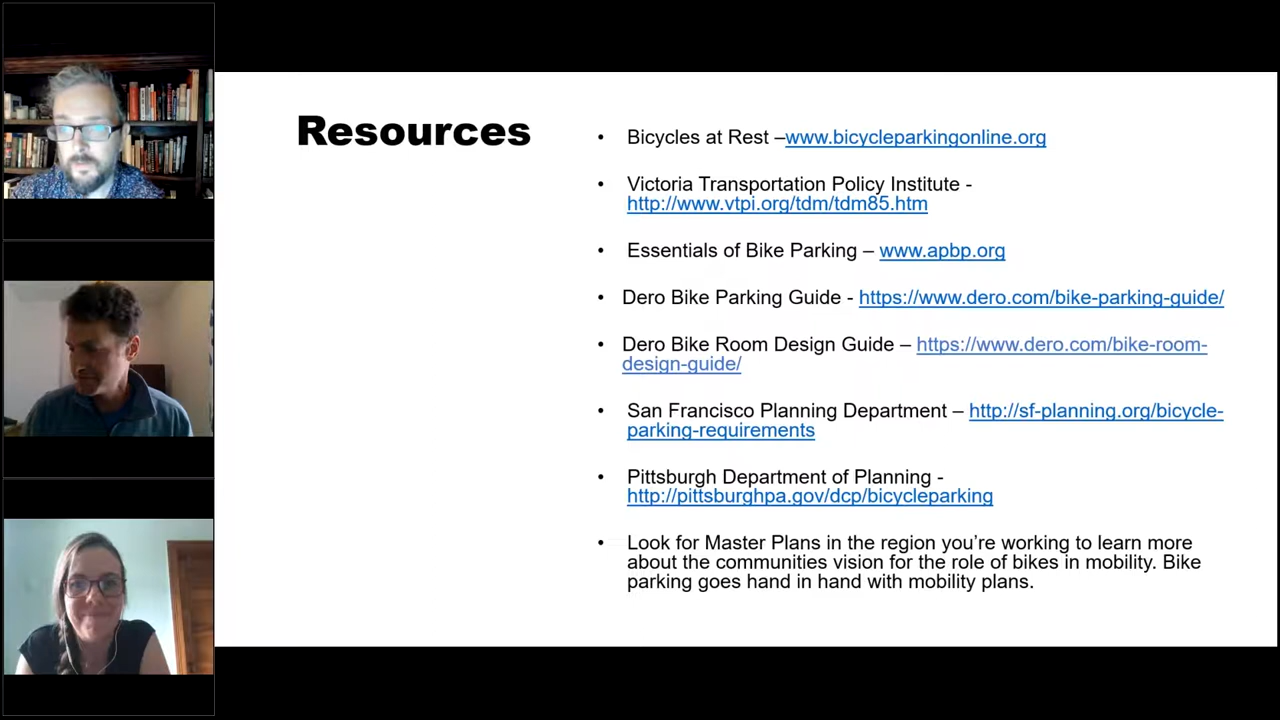 Resources
• Bicycles at Rest –www.bicycleparkingonline.org
• Victoria Transportation Policy Institute -
http://www.vtpi.org/tdm/tdm85.htm
• Essentials of Bike Parking – www.apbp.org
• Dero Bike Parking Guide - https://www.dero.com/bike-parking-guide/
• Dero Bike Room Design Guide – https://www.dero.com/bike-room-
design-guide/
• San Francisco Planning Department – http://sf-planning.org/bicycle-
parking-requirements
• Pittsburgh Department of Planning -
http://pittsburghpa.gov/dcp/bicycleparking
• Look for Master Plans in the region you’re working to learn more
about the communities vision for the role of bikes in mobility. Bike
parking goes hand in hand with mobility plans.